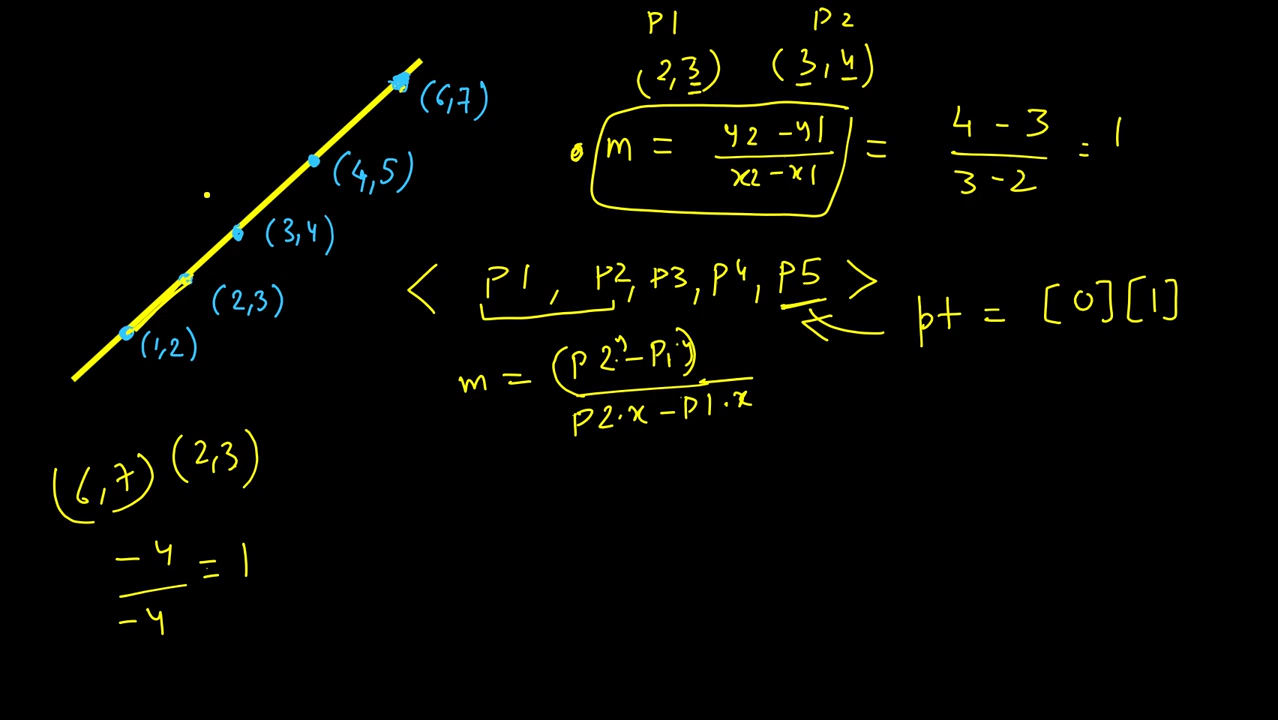 P1 P2
(2,3) (3,4)
m = y2 - y1 / x2 - x1 = 4 - 3 / 3 - 2 = 1
(6,7)
(4,5)
(3,4)
(2,3)
(1,2)
< P1, P2, P3, P4, P5 >
pt = [0][1]
m = (P2.y - P1.y) / P2.x - P1.x
(6,7) (2,3)
-4 / -4 = 1